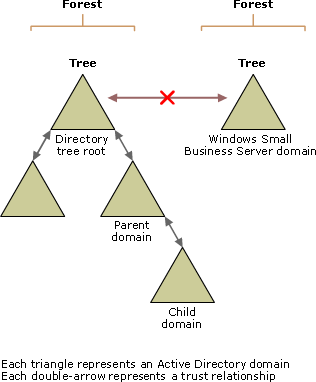 Forest
Forest
Tree
Tree
Directory
tree root
Windows Small
Business Server domain
Parent
domain
Child
domain
Each triangle represents an Active Directory domain
Each double-arrow represents a trust relationship